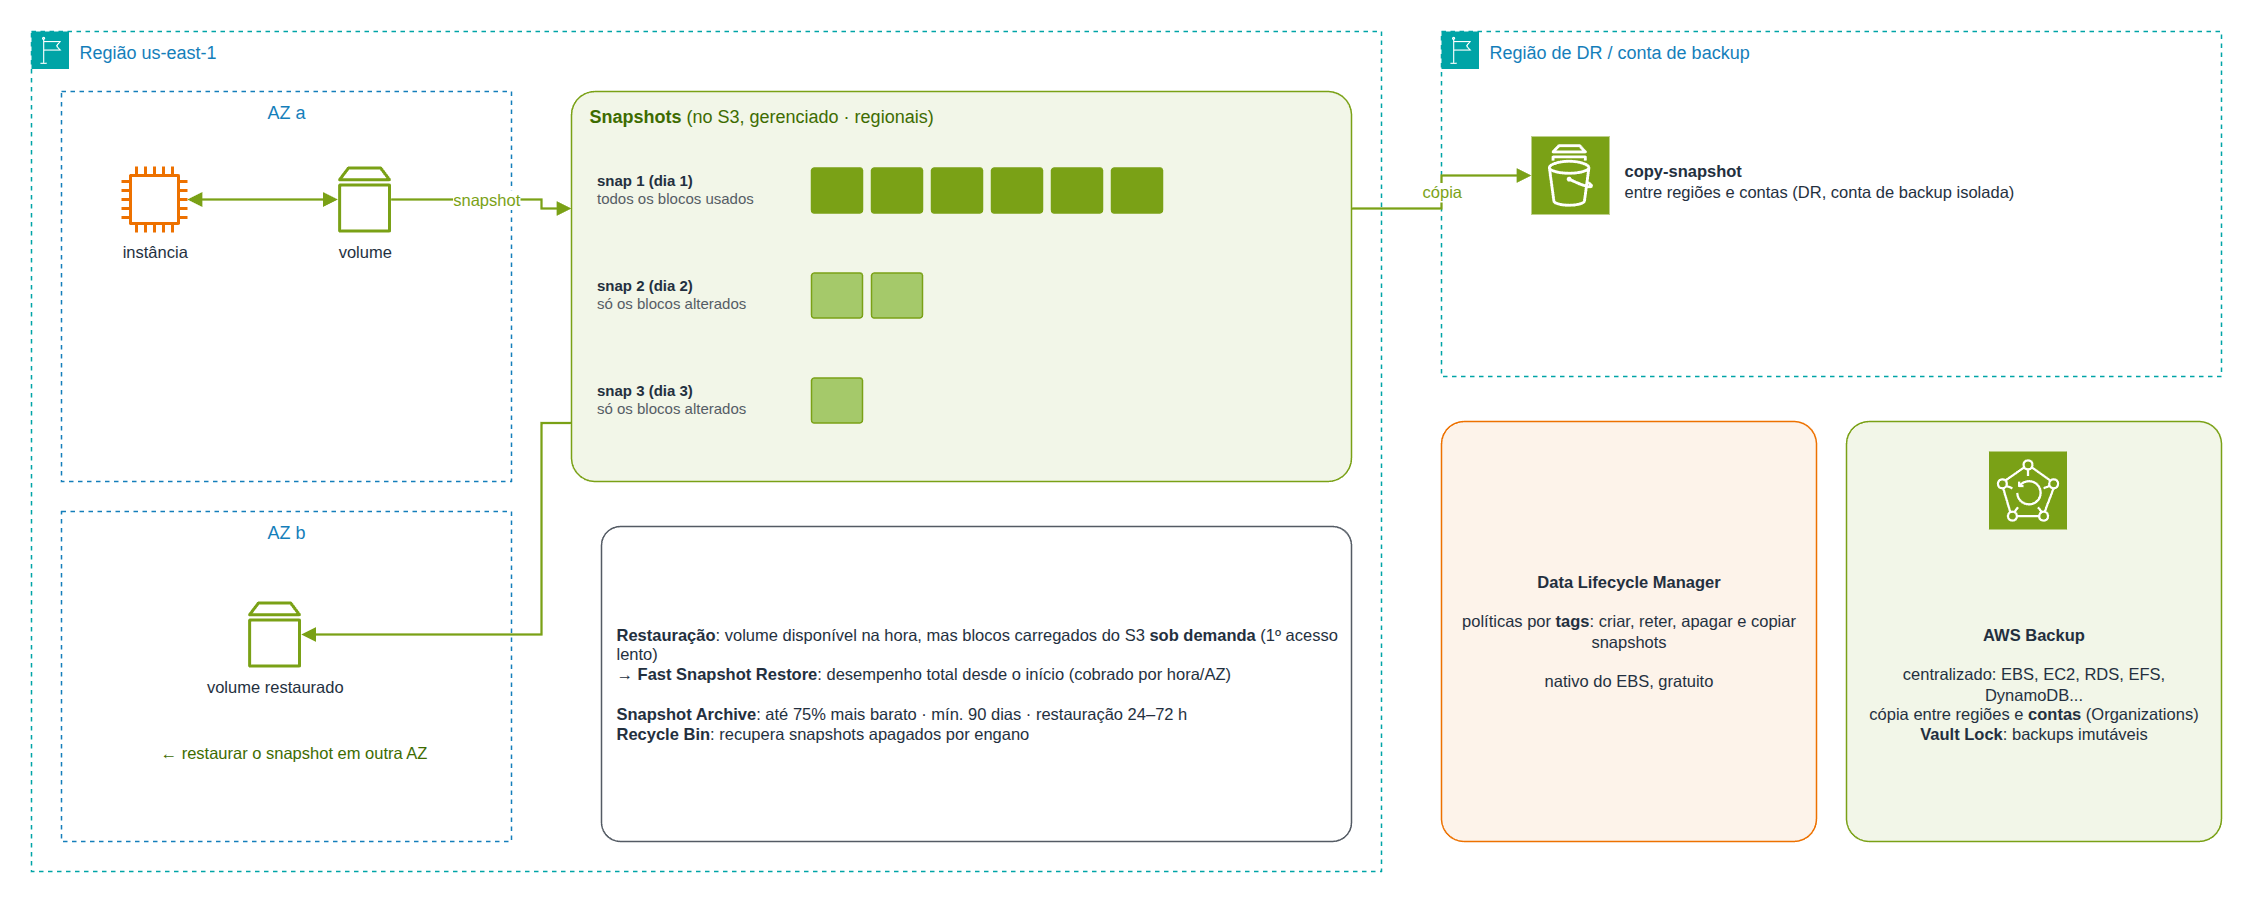 Região us-east-1
AZ a
instância
volume
snapshot
Snapshots (no S3, gerenciado · regionais)
snap 1 (dia 1)
todos os blocos usados
snap 2 (dia 2)
só os blocos alterados
snap 3 (dia 3)
só os blocos alterados
AZ b
volume restaurado
← restaurar o snapshot em outra AZ
Restauração: volume disponível na hora, mas blocos carregados do S3 sob demanda (1º acesso
lento)
→ Fast Snapshot Restore: desempenho total desde o início (cobrado por hora/AZ)
Snapshot Archive: até 75% mais barato · mín. 90 dias · restauração 24–72 h
Recycle Bin: recupera snapshots apagados por engano
Região de DR / conta de backup
cópia
copy-snapshot
entre regiões e contas (DR, conta de backup isolada)
Data Lifecycle Manager
políticas por tags: criar, reter, apagar e copiar
snapshots
nativo do EBS, gratuito
AWS Backup
centralizado: EBS, EC2, RDS, EFS,
DynamoDB...
cópia entre regiões e contas (Organizations)
Vault Lock: backups imutáveis